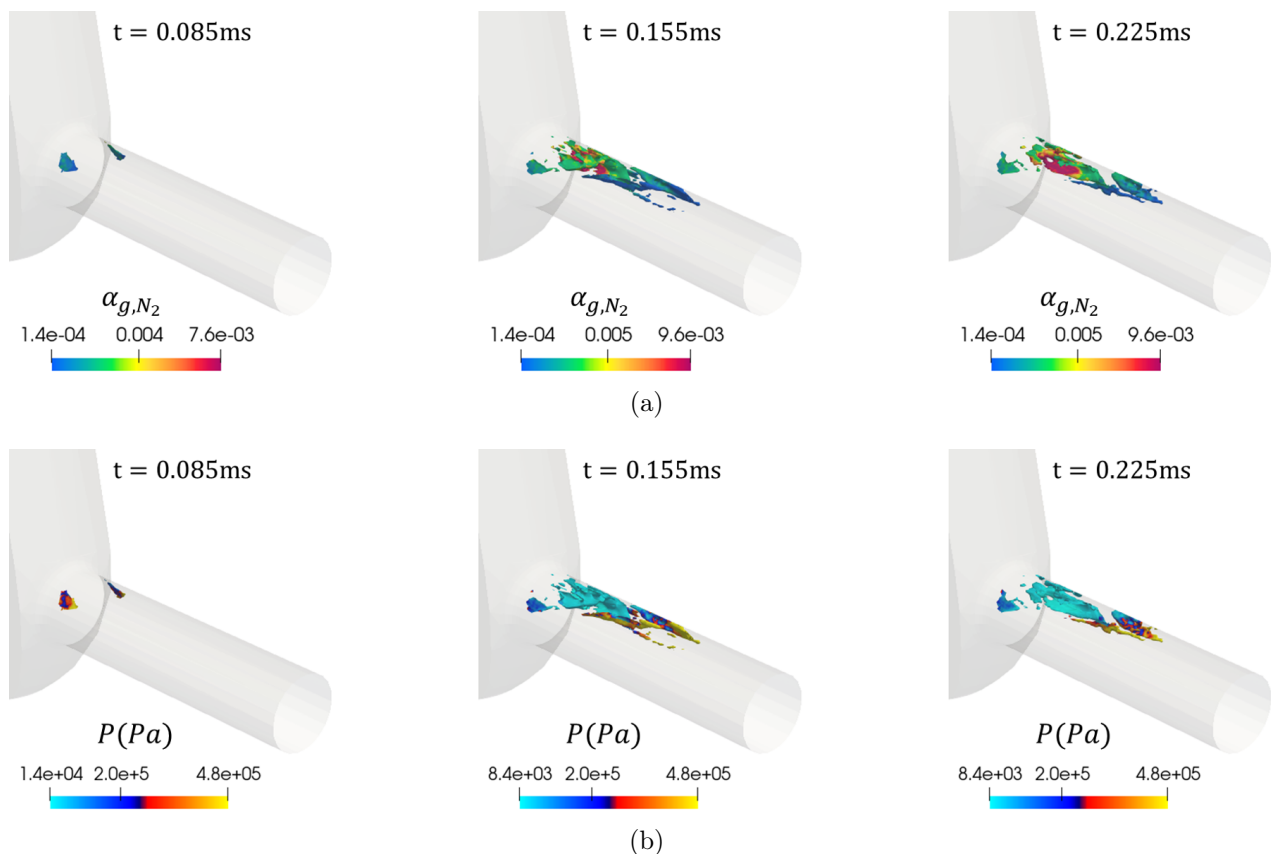 t = 0.085ms t = 0.155ms t = 0.225ms
α_{g,N_2} α_{g,N_2} α_{g,N_2}
1.4e-04 0.004 7.6e-03 1.4e-04 0.005 9.6e-03 1.4e-04 0.005 9.6e-03
(a)
t = 0.085ms t = 0.155ms t = 0.225ms
P(Pa) P(Pa) P(Pa)
1.4e+04 2.0e+5 4.8e+05 8.4e+03 2.0e+5 4.8e+05 8.4e+03 2.0e+5 4.8e+05
(b)